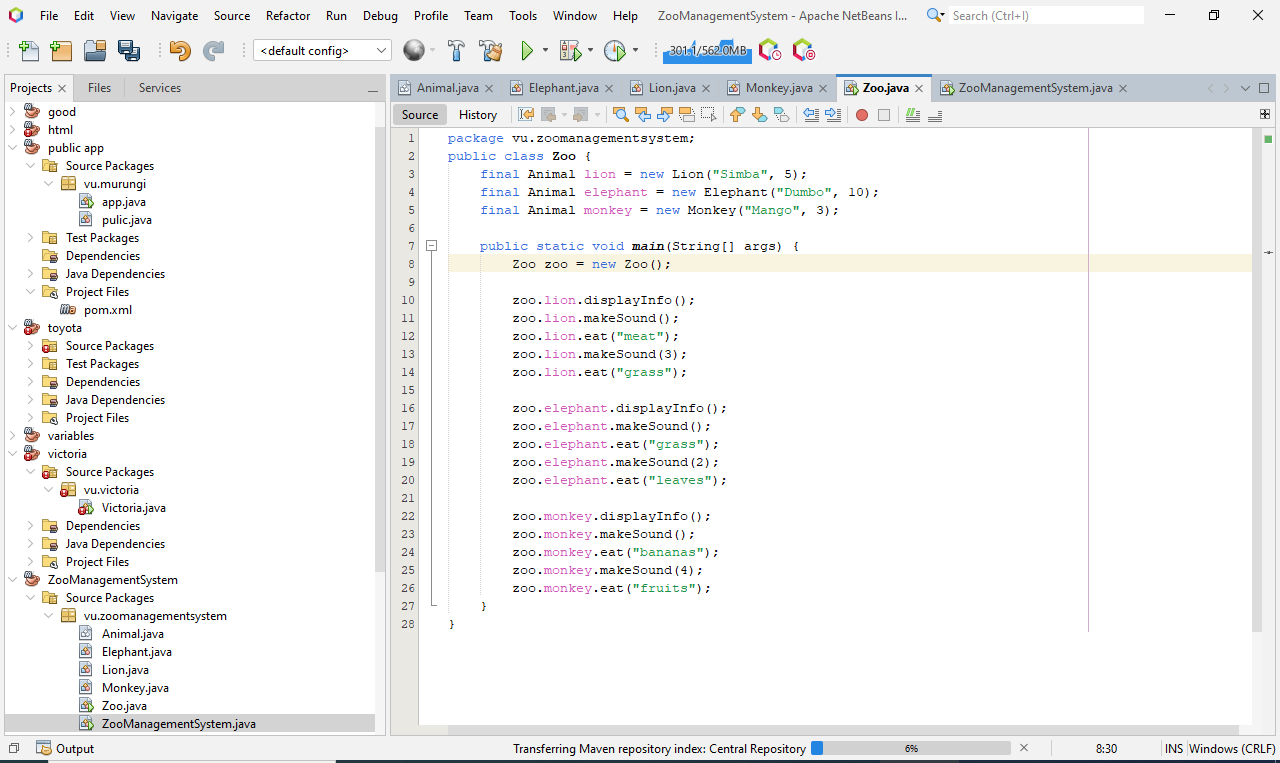 File Edit View Navigate Source Refactor Run Debug Profile Team Tools Window Help ZooManagementSystem - Apache NetBeans I... Search (Ctrl+I)
<default config> 301.1/562.0MB
Projects Files Services
Animal.java Elephant.java Lion.java Monkey.java Zoo.java ZooManagementSystem.java
Source History
good
html
public app
Source Packages
vu.murungi
app.java
pulic.java
Test Packages
Dependencies
Java Dependencies
Project Files
pom.xml
toyota
Source Packages
Test Packages
Dependencies
Java Dependencies
Project Files
variables
victoria
Source Packages
vu.victoria
Victoria.java
Dependencies
Java Dependencies
Project Files
ZooManagementSystem
Source Packages
vu.zoomanagementsystem
Animal.java
Elephant.java
Lion.java
Monkey.java
Zoo.java
ZooManagementSystem.java
1 package vu.zoomanagementsystem;
2 public class Zoo {
3 final Animal lion = new Lion("Simba", 5);
4 final Animal elephant = new Elephant("Dumbo", 10);
5 final Animal monkey = new Monkey("Mango", 3);
6
7 public static void main(String[] args) {
8 Zoo zoo = new Zoo();
9
10 zoo.lion.displayInfo();
11 zoo.lion.makeSound();
12 zoo.lion.eat("meat");
13 zoo.lion.makeSound(3);
14 zoo.lion.eat("grass");
15
16 zoo.elephant.displayInfo();
17 zoo.elephant.makeSound();
18 zoo.elephant.eat("grass");
19 zoo.elephant.makeSound(2);
20 zoo.elephant.eat("leaves");
21
22 zoo.monkey.displayInfo();
23 zoo.monkey.makeSound();
24 zoo.monkey.eat("bananas");
25 zoo.monkey.makeSound(4);
26 zoo.monkey.eat("fruits");
27 }
28 }
Output Transferring Maven repository index: Central Repository 6% 8:30 INS Windows (CRLF)